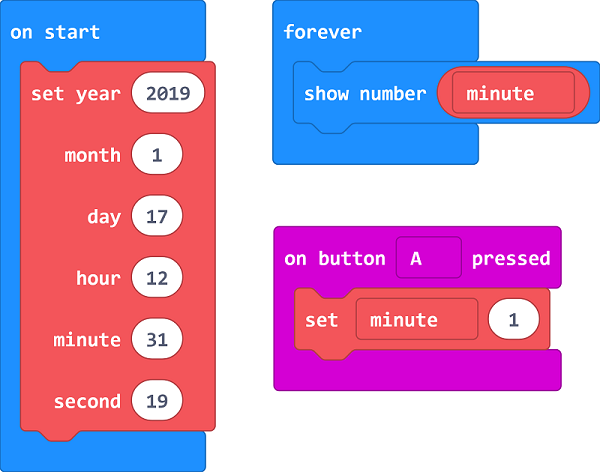 on start
set year 2019
month 1
day 17
hour 12
minute 31
second 19
forever
show number minute
on button A pressed
set minute 1